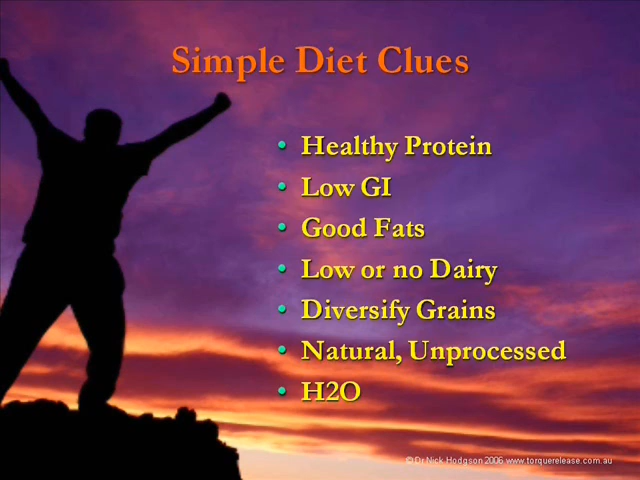 Simple Diet Clues
• Healthy Protein
• Low GI
• Good Fats
• Low or no Dairy
• Diversify Grains
• Natural, Unprocessed
• H2O
© Dr Nick Hodgson 2006 www.torquerelease.com.au